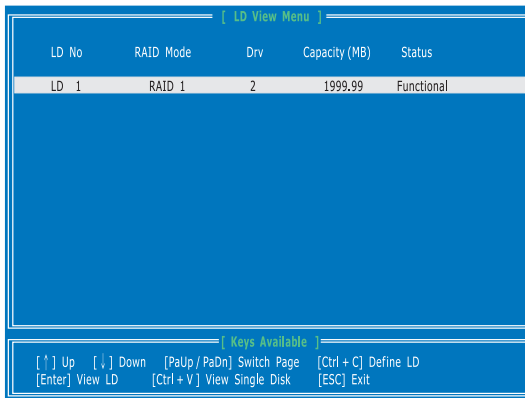 [ LD View Menu ]
LD No RAID Mode Drv Capacity (MB) Status
LD 1 RAID 1 2 1999.99 Functional
[ Keys Available ]
[↑] Up [↓] Down [PaUp/PaDn] Switch Page [Ctrl+C] Define LD
[Enter] View LD [Ctrl+V] View Single Disk [ESC] Exit